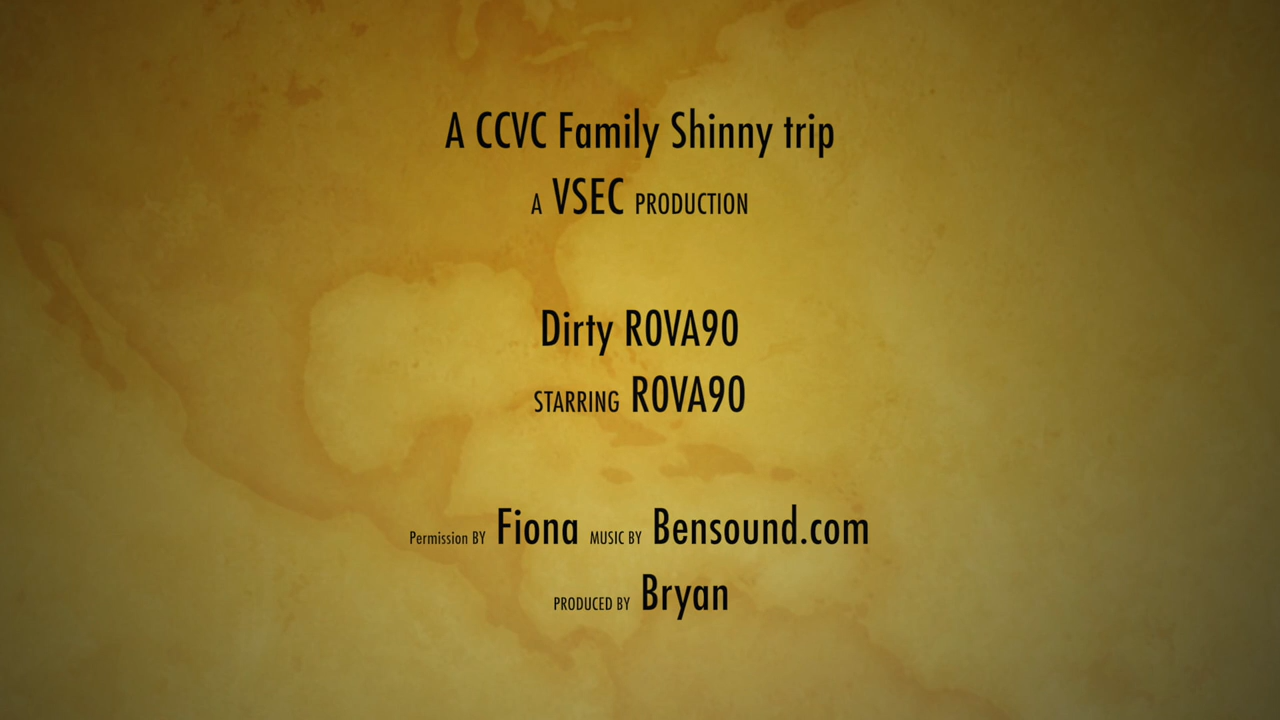 A CCVC Family Shinny trip
A VSEC PRODUCTION
Dirty ROVA90
STARRING ROVA90
Permission BY Fiona MUSIC BY Bensound.com
PRODUCED BY Bryan